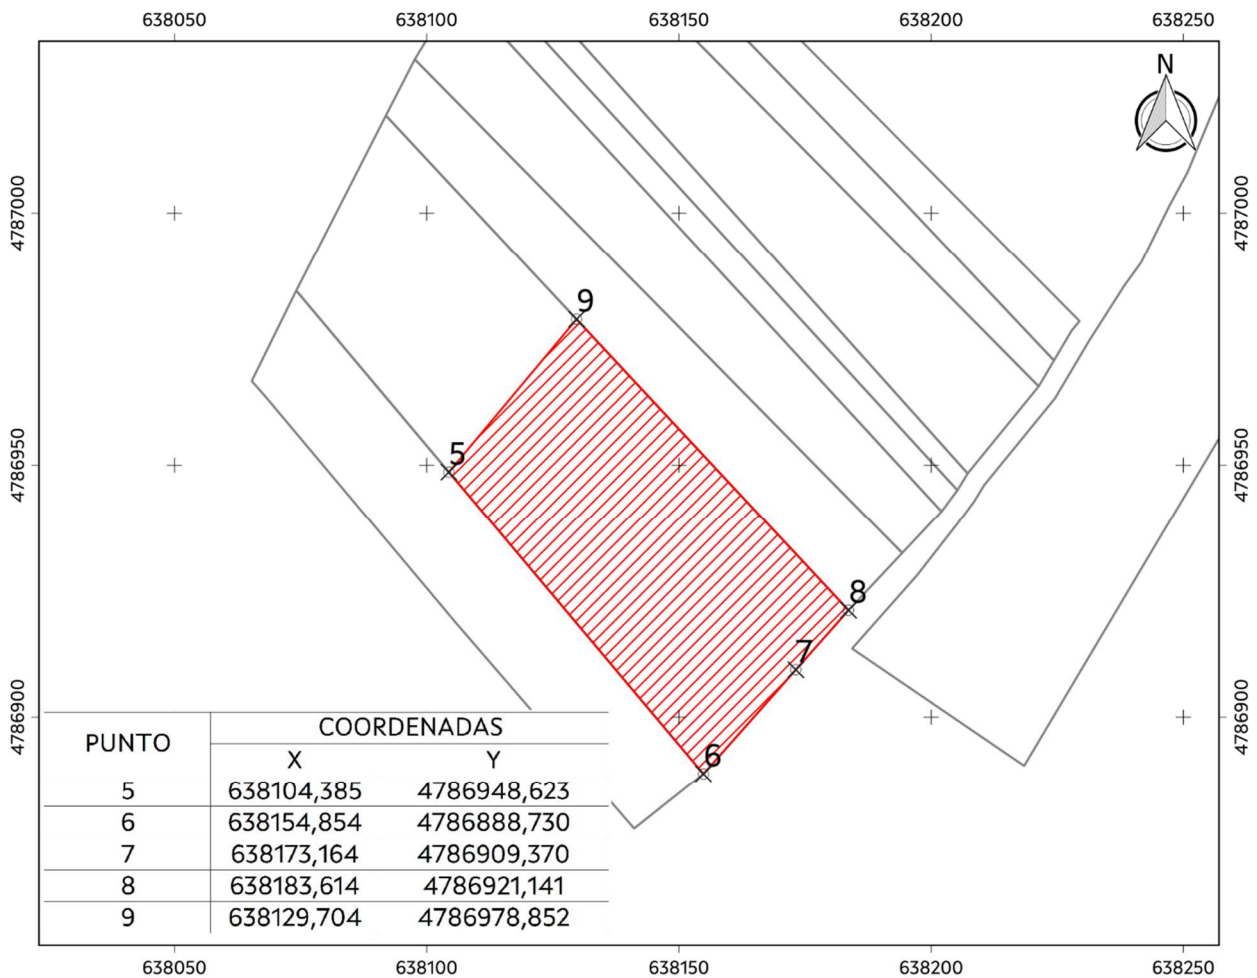 638050 638100 638150 638200 638250
N
4787000 4787000
9
5
4786950 4786950
8
7
4786900 4786900
6
PUNTO COORDENADAS
X Y
5 638104,385 4786948,623
6 638154,854 4786888,730
7 638173,164 4786909,370
8 638183,614 4786921,141
9 638129,704 4786978,852
638050 638100 638150 638200 638250